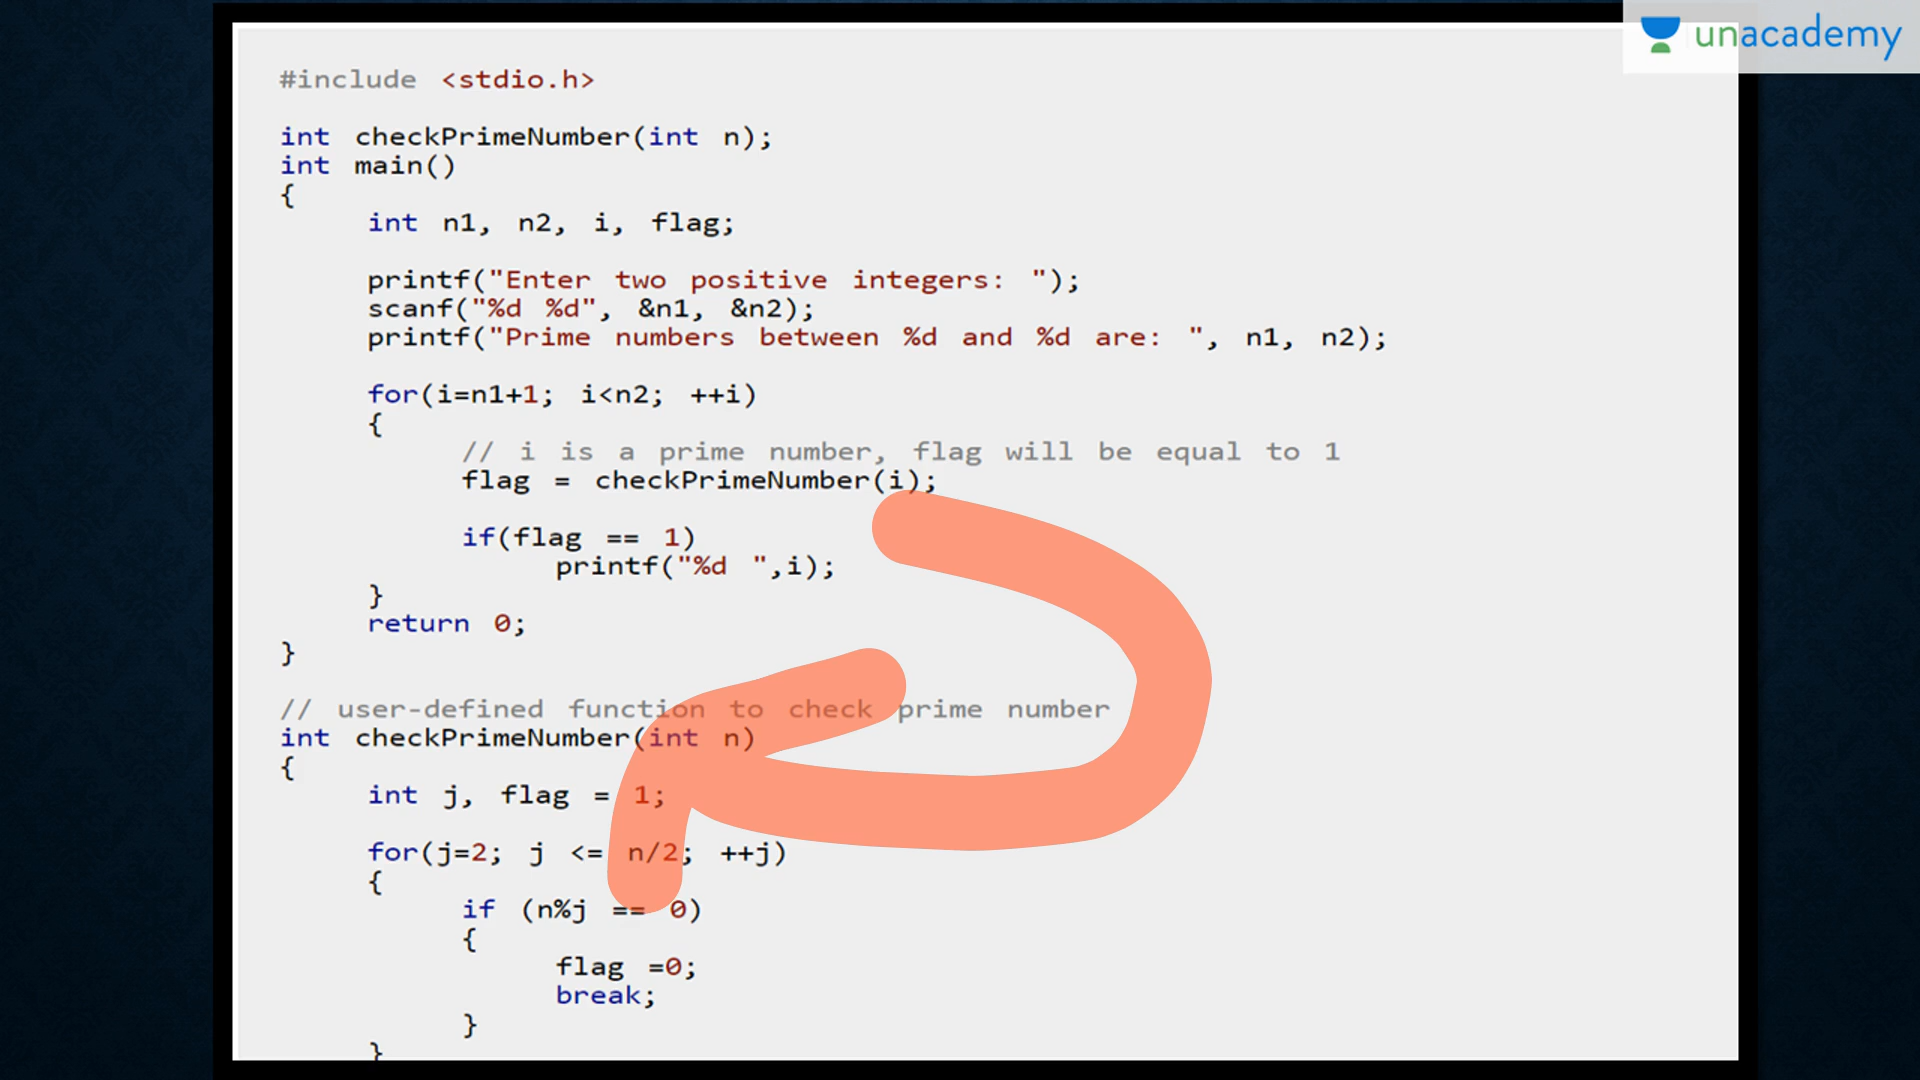 unacademy
#include <stdio.h>
int checkPrimeNumber(int n);
int main()
{
int n1, n2, i, flag;
printf("Enter two positive integers: ");
scanf("%d %d", &n1, &n2);
printf("Prime numbers between %d and %d are: ", n1, n2);
for(i=n1+1; i<n2; ++i)
{
// i is a prime number, flag will be equal to 1
flag = checkPrimeNumber(i);
if(flag == 1)
printf("%d ",i);
}
return 0;
}
// user-defined function to check prime number
int checkPrimeNumber(int n)
{
int j, flag = 1;
for(j=2; j <= n/2; ++j)
{
if (n%j == 0)
{
flag =0;
break;
}
}